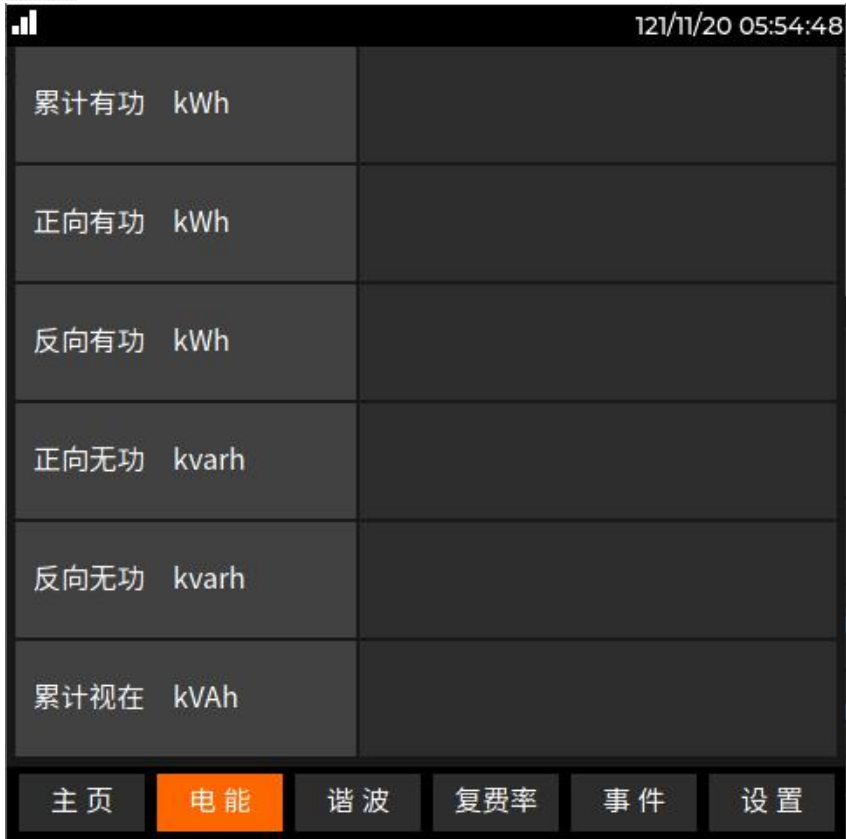 121/11/20 05:54:48
累计有功 kWh
正向有功 kWh
反向有功 kWh
正向无功 kvarh
反向无功 kvarh
累计视在 kVAh
主页 电能 谐波 复费率 事件 设置